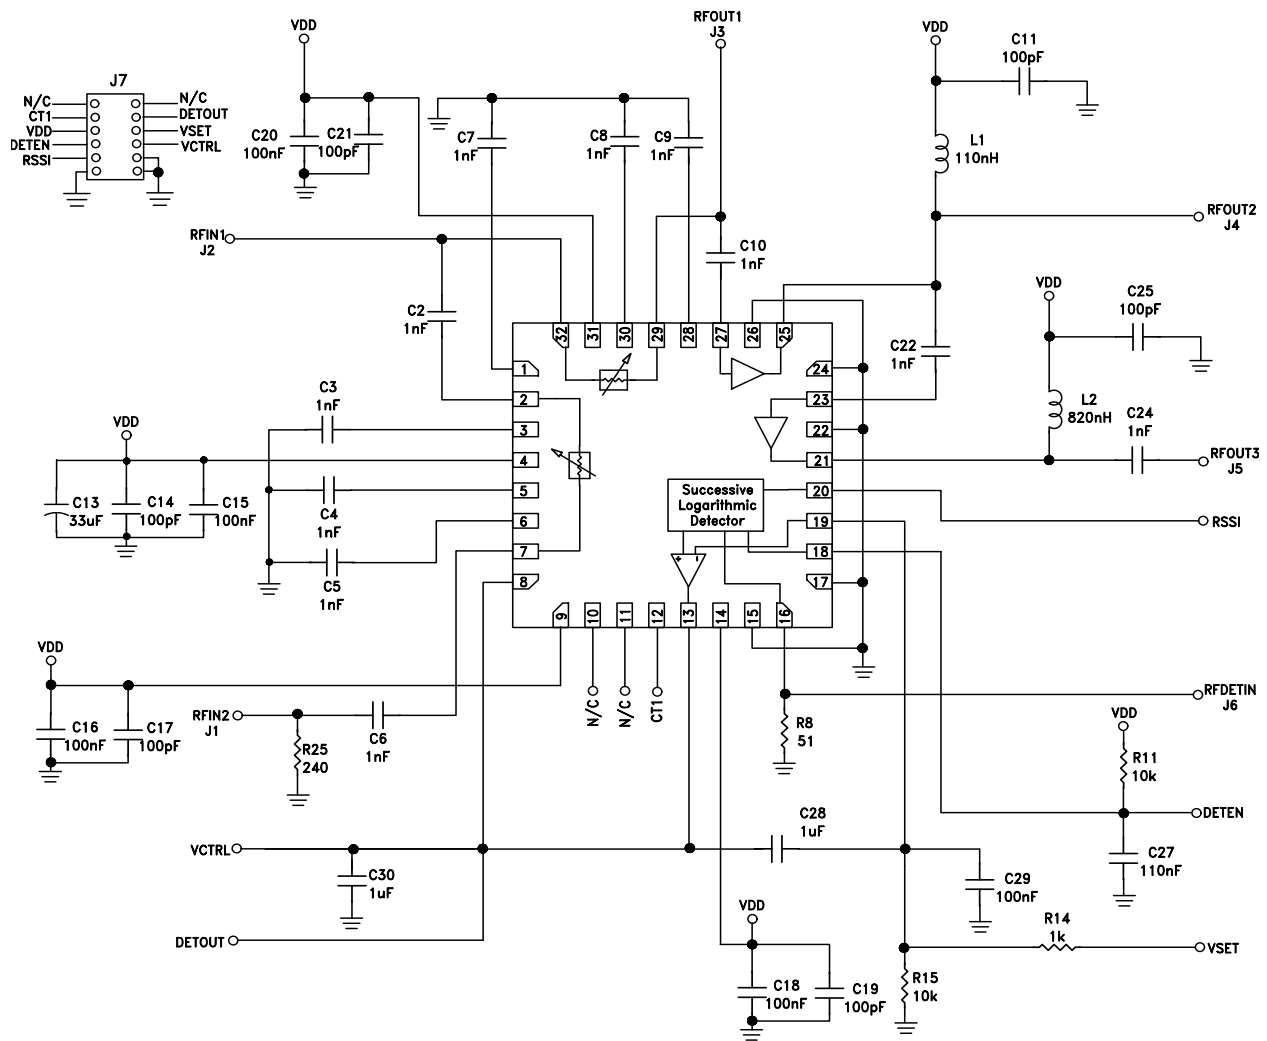 RFOUT1
J3
VDD
VDD
C11
100pF
J7
N/C
CT1
VDD
DETEN
RSSI
N/C
DETOUT
VSET
VCTRL
C20
100nF
C21
100pF
C7
1nF
C8
1nF
C9
1nF
L1
110nH
RFIN1
J2
C10
1nF
RFOUT2
J4
VDD
C25
100pF
C2
1nF
C22
1nF
32
31
30
29
28
27
26
25
1
2
3
4
5
6
7
8
24
23
22
21
20
19
18
17
9
10
11
12
13
14
15
16
C3
1nF
L2
820nH
C24
1nF
RFOUT3
J5
VDD
C13
33uF
C14
100pF
C15
100nF
C4
1nF
C5
1nF
Successive
Logarithmic
Detector
+
-
RSSI
VDD
C16
100nF
C17
100pF
RFIN2
J1
R25
240
C6
1nF
N/C
N/C
CT1
R8
51
RFDETIN
J6
VDD
R11
10k
DETEN
C27
110nF
VCTRL
C30
1uF
C28
1uF
C29
100nF
DETOUT
VDD
C18
100nF
C19
100pF
R14
1k
VSET
R15
10k